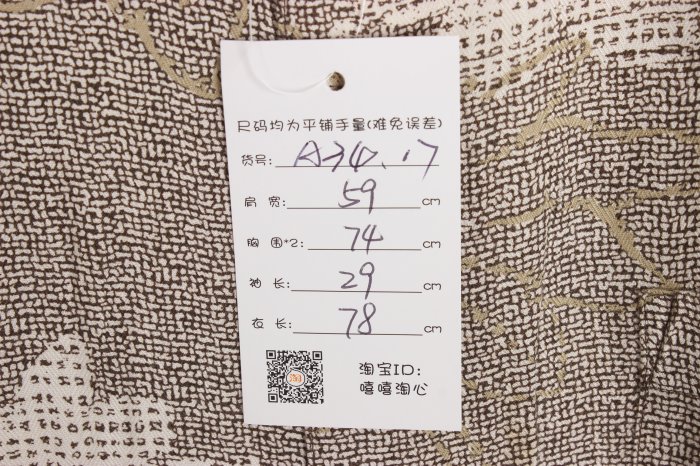 尺码均为平铺手量(难免误差)
货号: A340.17
肩 宽: 59 cm
胸 围*2: 74 cm
袖 长: 29 cm
衣 长: 78 cm
淘宝ID:
嘻嘻淘心